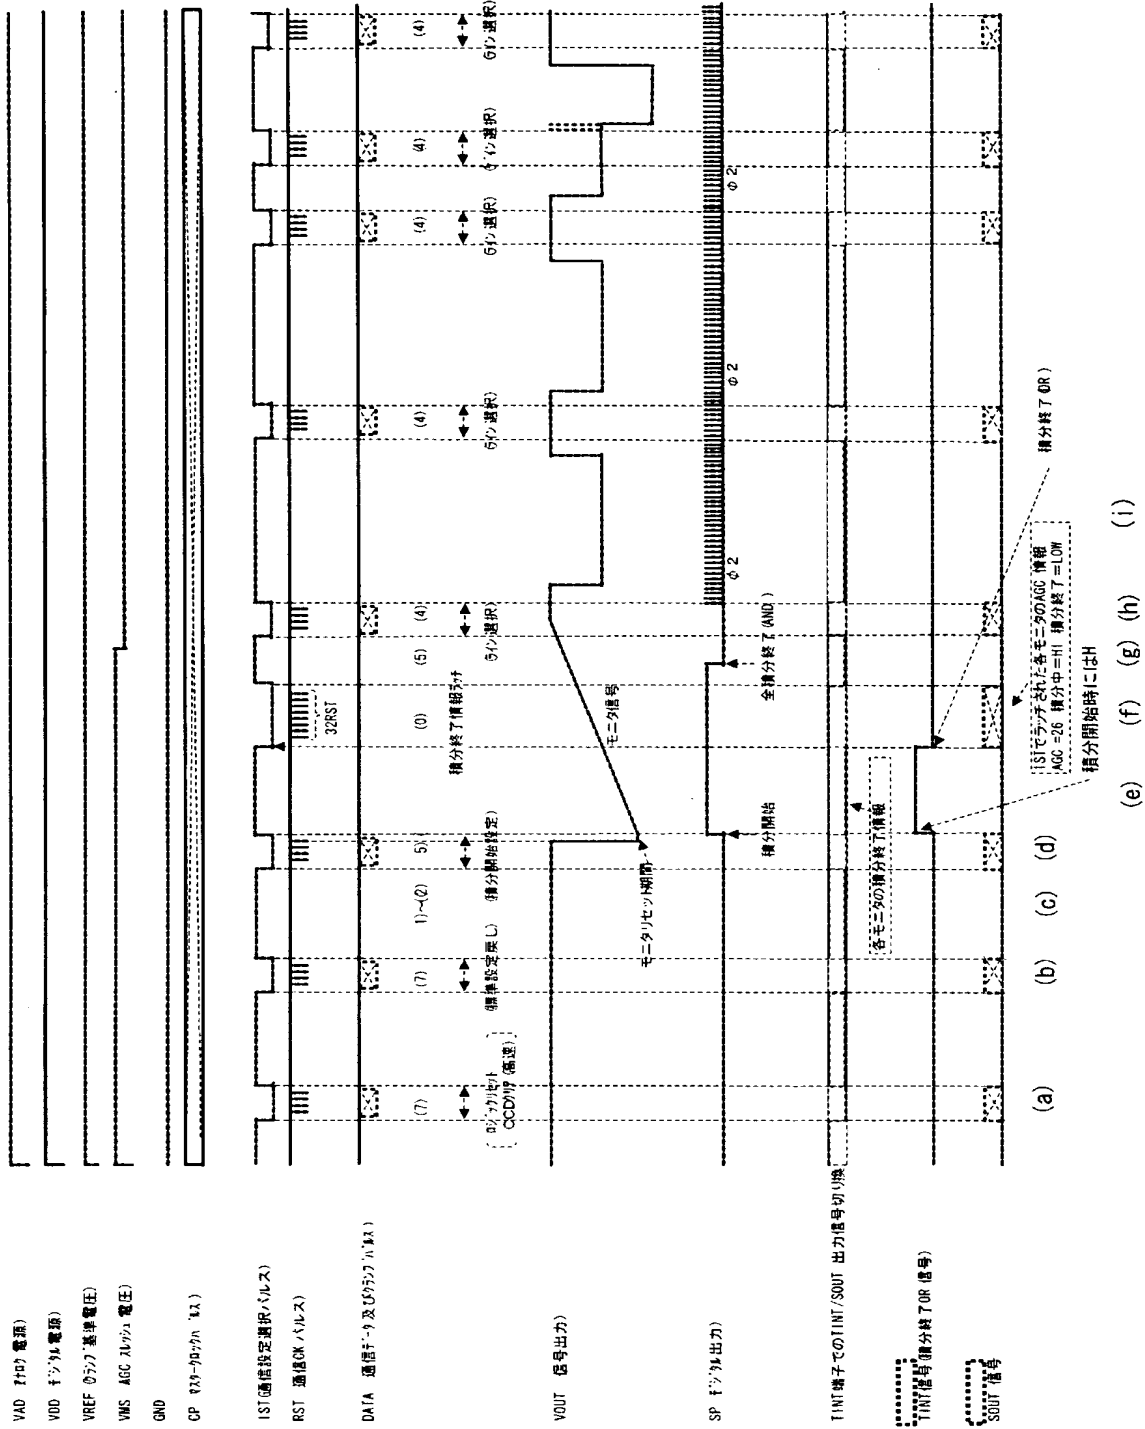 VAD アナログ電源)
VDD デジタル電源)
VREF のクランプ基準電圧)
VMS AGC スレッシュ電圧)
GND
CP マスタークロックパルス)
IST(通信設定選択パルス)
RST 通信CK パルス)
DATA 通信データ及びクランプパルス)
VOUT 信号出力)
SP デジタル出力)
TINT端子でのTINT/SOUT 出力信号切り換
TINT信号(積分終了OR信号)
SOUT 信号
(7)
(7)
1)~(2)
5)
(0)
(5)
(4)
(4)
(4)
(4)
(4)
ロジックリセット
CCDクリア(高速)
(標準設定戻し)
(積分開始設定)
32RST
積分終了情報ラッチ
ライン選択)
ライン選択)
ライン選択)
ライン選択)
ライン選択)
モニタリセット期間
モニタ信号
積分開始
全積分終了(AND)
φ2
φ2
φ2
各モニタの積分終了情報
積分開始時にはH
ISTでラッチされた各モニタのAGC情報
AGC=26 積分中=HI 積分終了=LOW
積分終了(OR)
(a)
(b)
(c)
(d)
(e)
(f)
(g)
(h)
(i)